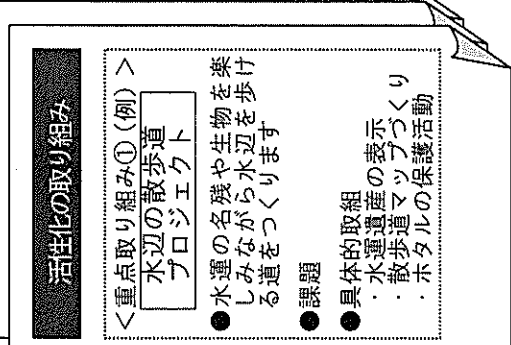 活性化の取り組み
＜重点取り組み①（例）＞
水辺の散歩道
プロジェクト
●水運の名残や生物を楽
しみながら水辺を歩け
る道をつくります
●課題
●具体的取組
・水運遺産の表示
・散歩道マップづくり
・ホタルの保護活動